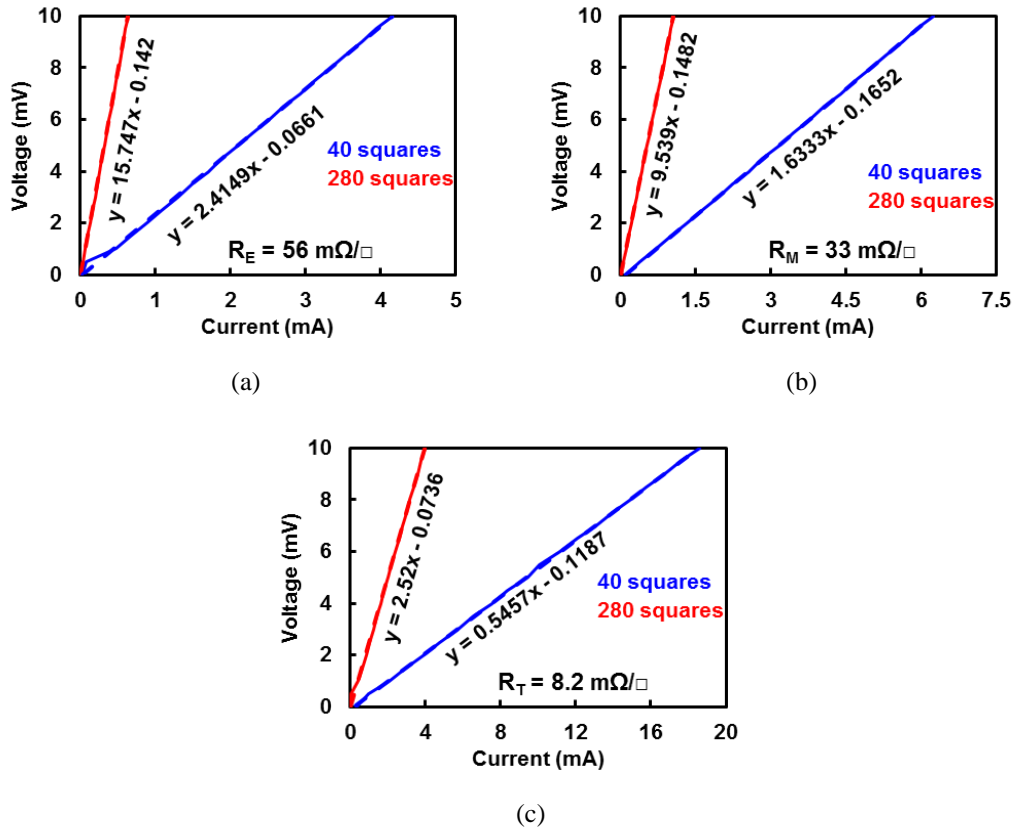 10
8
6
4
2
0
Voltage (mV)
y = 15.747x - 0.142
y = 2.4149x - 0.0661
40 squares
280 squares
R_E = 56 mΩ/□
0 1 2 3 4 5
Current (mA)
(a)
10
8
6
4
2
0
Voltage (mV)
y = 9.539x - 0.1482
y = 1.6333x - 0.1652
40 squares
280 squares
R_M = 33 mΩ/□
0 1.5 3 4.5 6 7.5
Current (mA)
(b)
10
8
6
4
2
0
Voltage (mV)
y = 2.52x - 0.0736
y = 0.5457x - 0.1187
40 squares
280 squares
R_T = 8.2 mΩ/□
0 4 8 12 16 20
Current (mA)
(c)